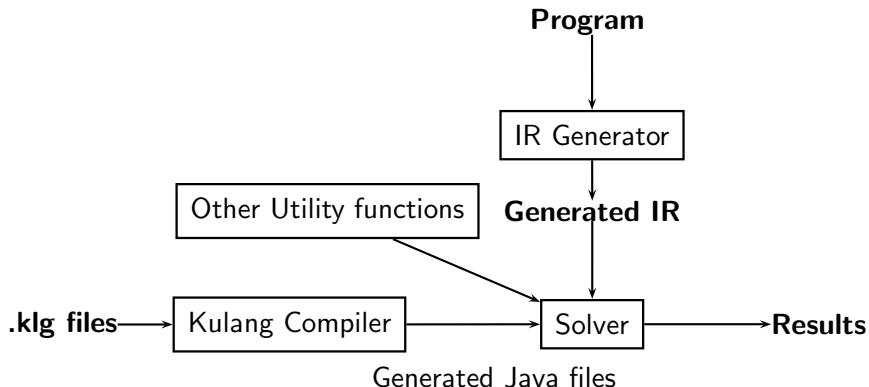 Program
IR Generator
Other Utility functions
Generated IR
.klg files
Kulang Compiler
Solver
Results
Generated Java files